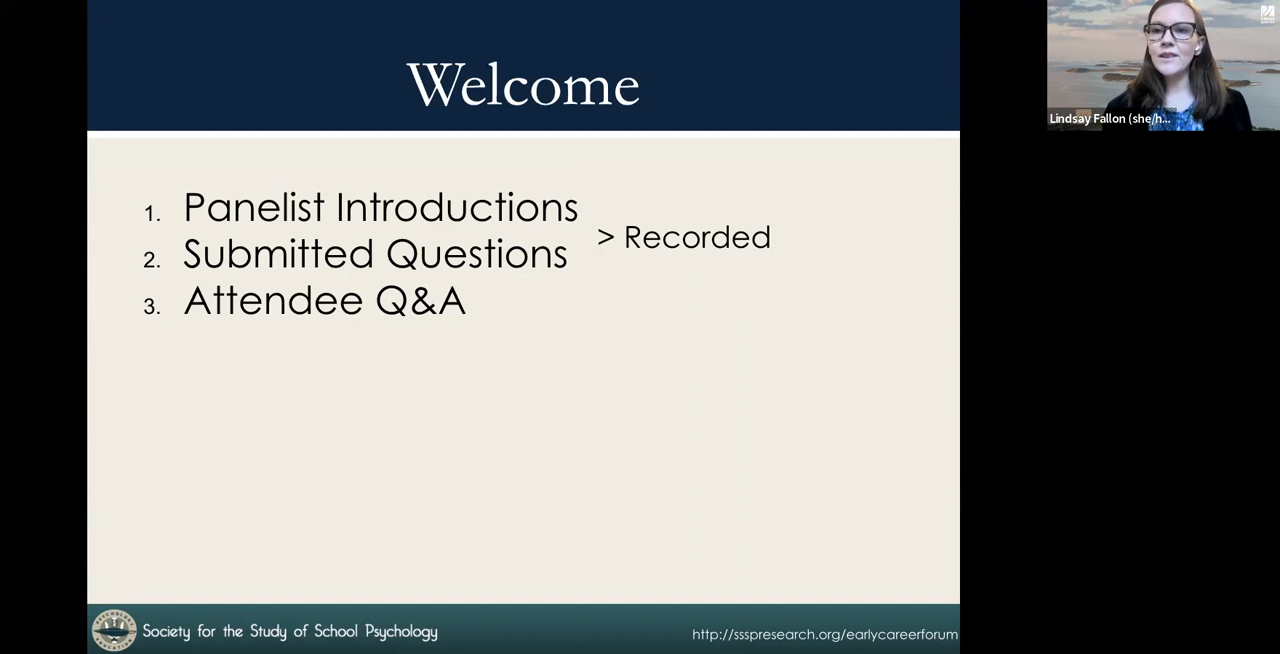 Welcome
1. Panelist Introductions
2. Submitted Questions
> Recorded
3. Attendee Q&A
Society for the Study of School Psychology
http://ssspresearch.org/earlycareerforum
Lindsay Fallon (she/h...